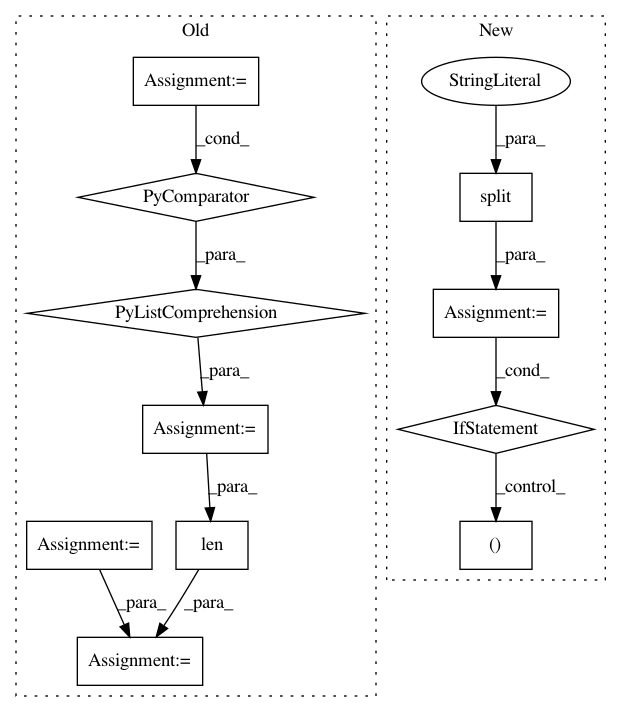 Old
Assignment:=
_cond_
PyComparator
_para_
PyListComprehension
_para_
Assignment:=
_para_
Assignment:=
len
_para_
_para_
Assignment:=
New
StringLiteral
_para_
split
_para_
Assignment:=
_cond_
IfStatement
_control_
()